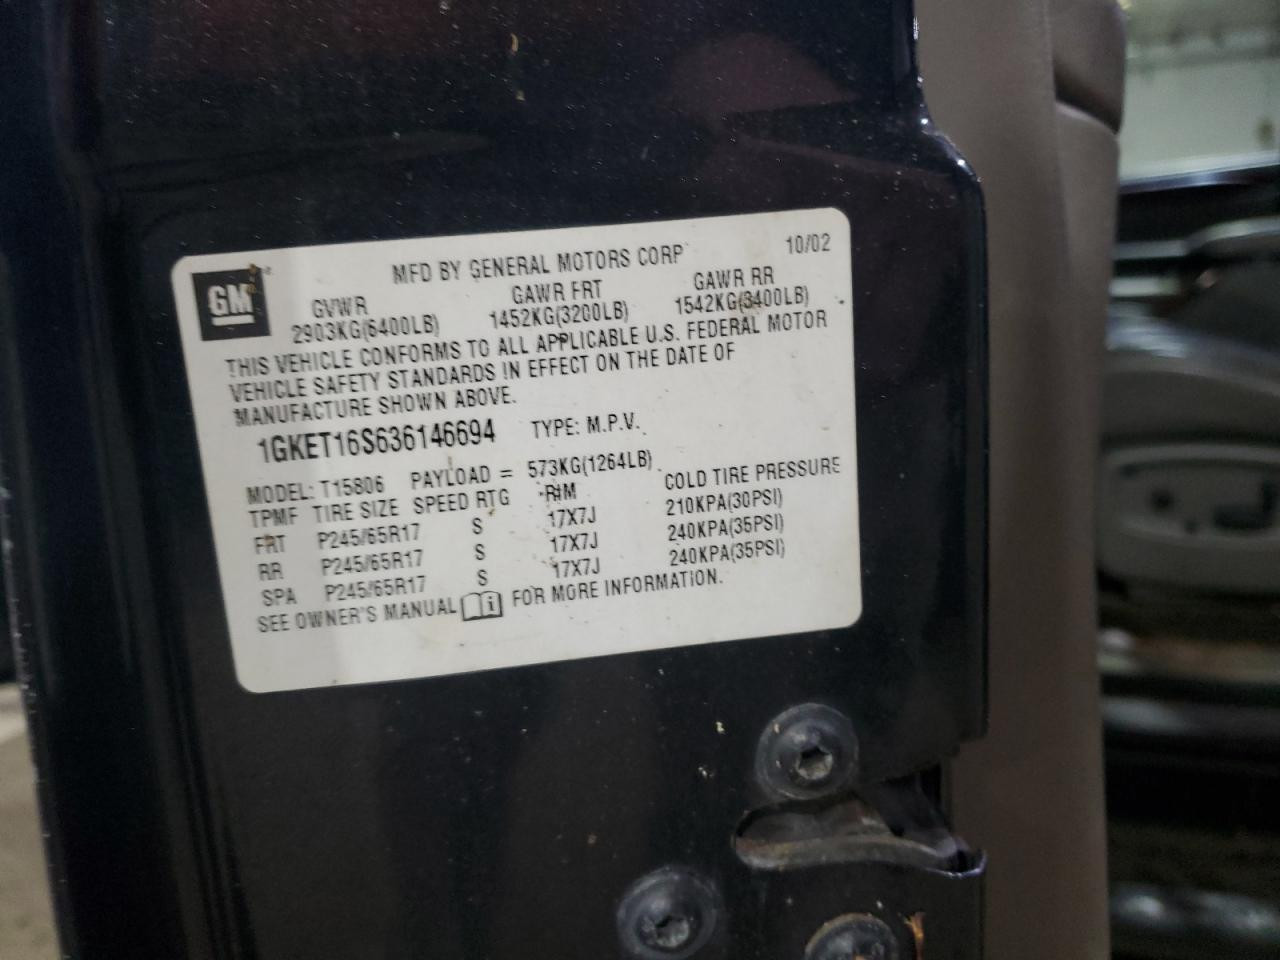 GM
MFD BY GENERAL MOTORS CORP 10/02
GVWR GAWR FRT GAWR RR
2903KG(6400LB) 1452KG(3200LB) 1542KG(3400LB)
THIS VEHICLE CONFORMS TO ALL APPLICABLE U.S. FEDERAL MOTOR
VEHICLE SAFETY STANDARDS IN EFFECT ON THE DATE OF
MANUFACTURE SHOWN ABOVE.
1GKET16S636146694 TYPE: M.P.V.
MODEL: T15806 PAYLOAD = 573KG(1264LB)
TPMF TIRE SIZE SPEED RTG RIM COLD TIRE PRESSURE
FRT P245/65R17 S 17X7J 210KPA(30PSI)
RR P245/65R17 S 17X7J 240KPA(35PSI)
SPA P245/65R17 S 17X7J 240KPA(35PSI)
SEE OWNER'S MANUAL FOR MORE INFORMATION.